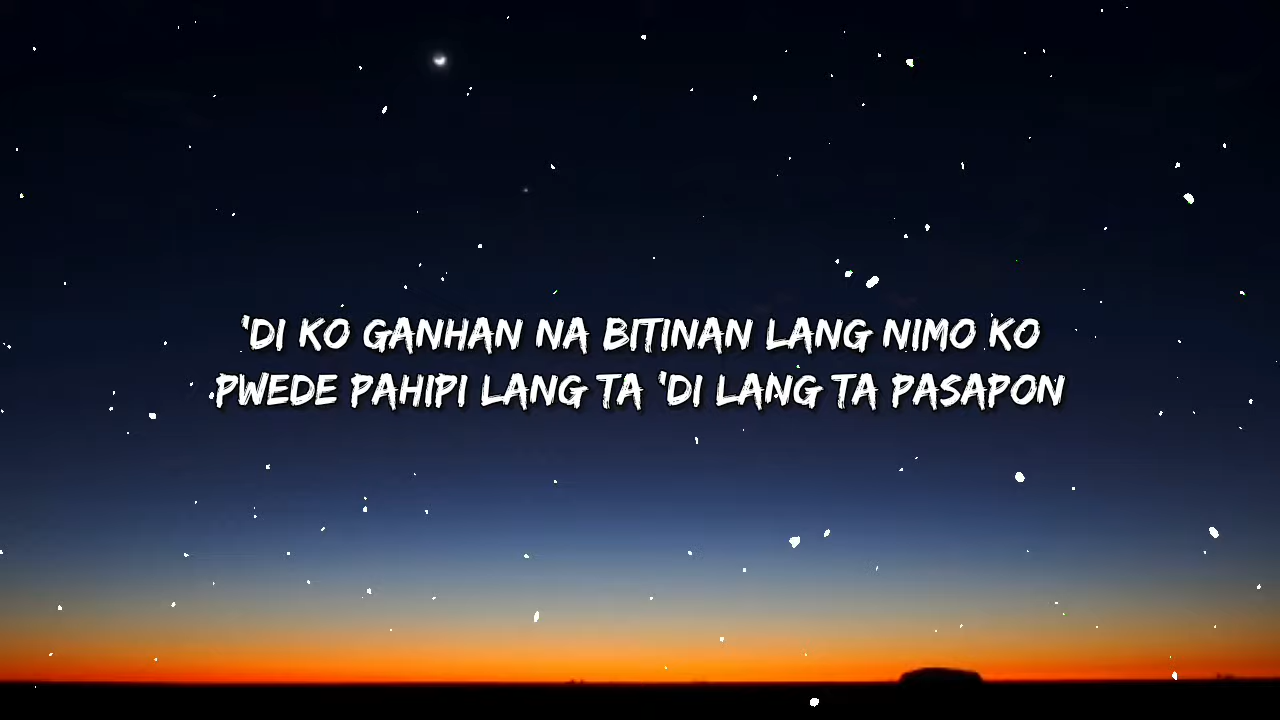 'DI KO GANHAN NA BITINAN LANG NIMO KO
PWEDE PAHIPI LANG TA 'DI LANG TA PASAPON